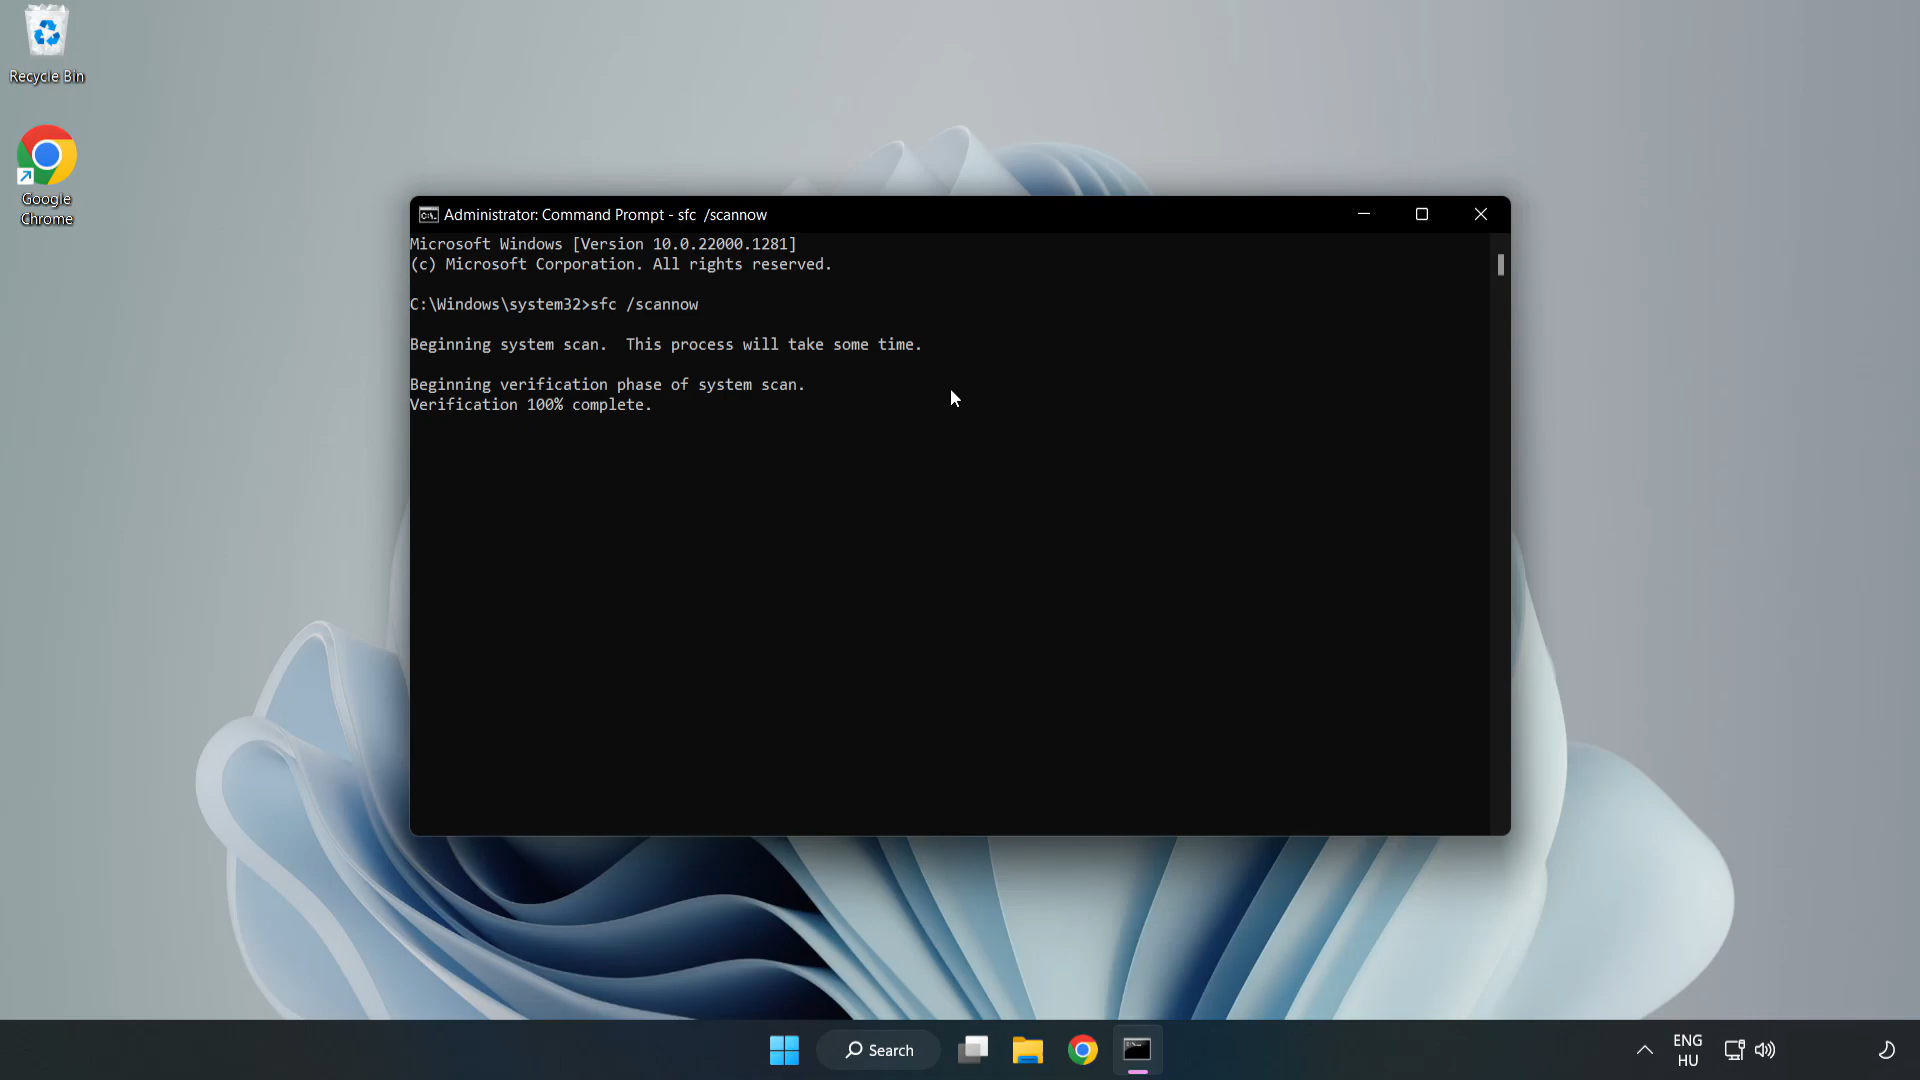 Recycle Bin
Google
Chrome
Administrator: Command Prompt - sfc  /scannow
Microsoft Windows [Version 10.0.22000.1281]
(c) Microsoft Corporation. All rights reserved.
C:\Windows\system32>sfc /scannow
Beginning system scan.  This process will take some time.
Beginning verification phase of system scan.
Verification 100% complete.
Search
ENG
HU